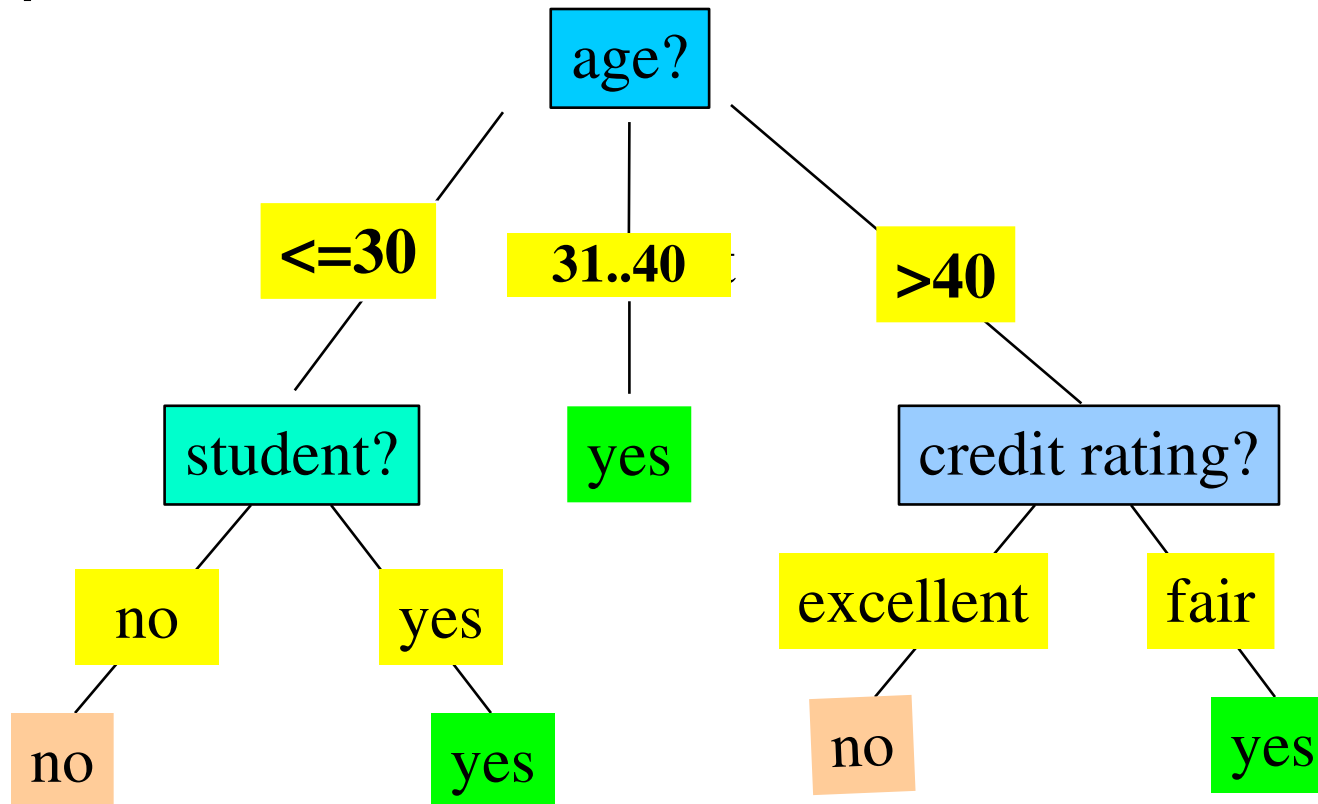 age?
<=30
31..40
>40
student?
yes
credit rating?
no
yes
excellent
fair
no
yes
no
yes